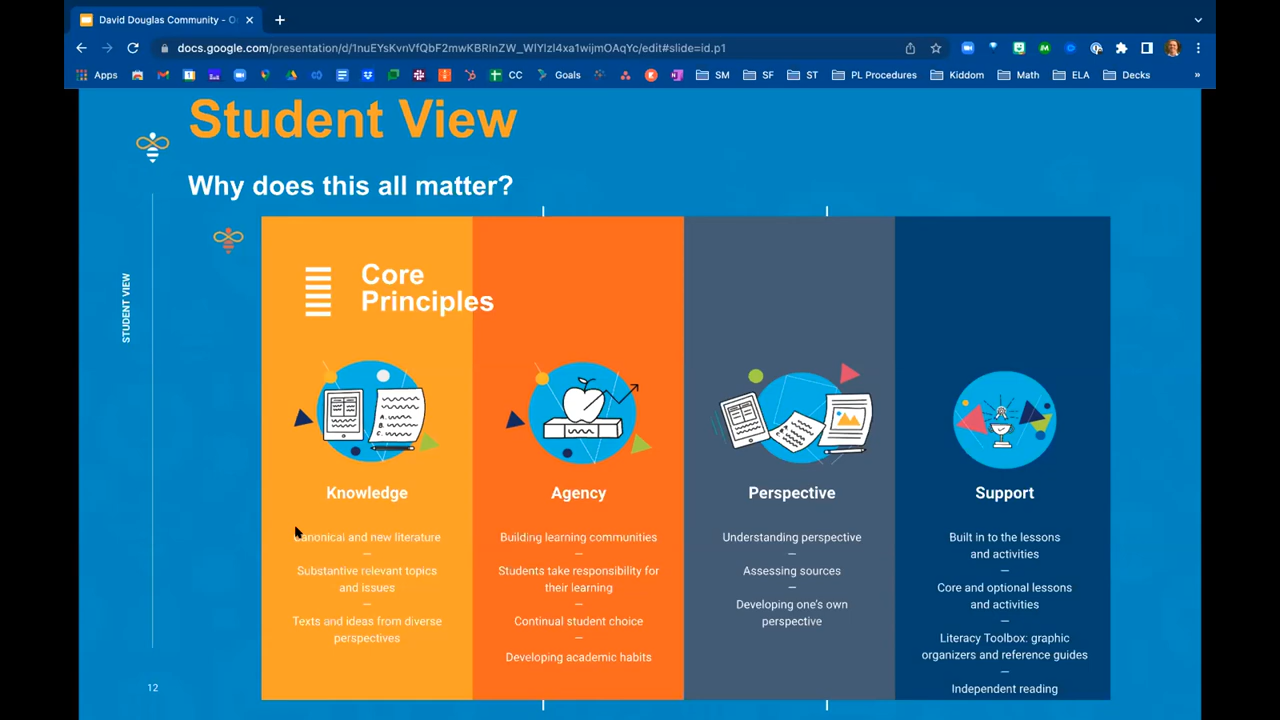 David Douglas Community - O
docs.google.com/presentation/d/1nuEYsKvnVfQbF2mwKBRInZW_WIYlzl4xa1wijmOAqYc/edit#slide=id.p1
Apps
CC
Goals
SM
SF
ST
PL Procedures
Kiddom
Math
ELA
Decks
»
Student View
Why does this all matter?
STUDENT VIEW
Core
Principles
A.
B.
C.
Knowledge
Canonical and new literature
—
Substantive relevant topics
and issues
—
Texts and ideas from diverse
perspectives
Agency
Building learning communities
—
Students take responsibility for
their learning
—
Continual student choice
—
Developing academic habits
Perspective
Understanding perspective
—
Assessing sources
—
Developing one's own
perspective
Support
Built in to the lessons
and activities
—
Core and optional lessons
and activities
—
Literacy Toolbox: graphic
organizers and reference guides
—
Independent reading
12